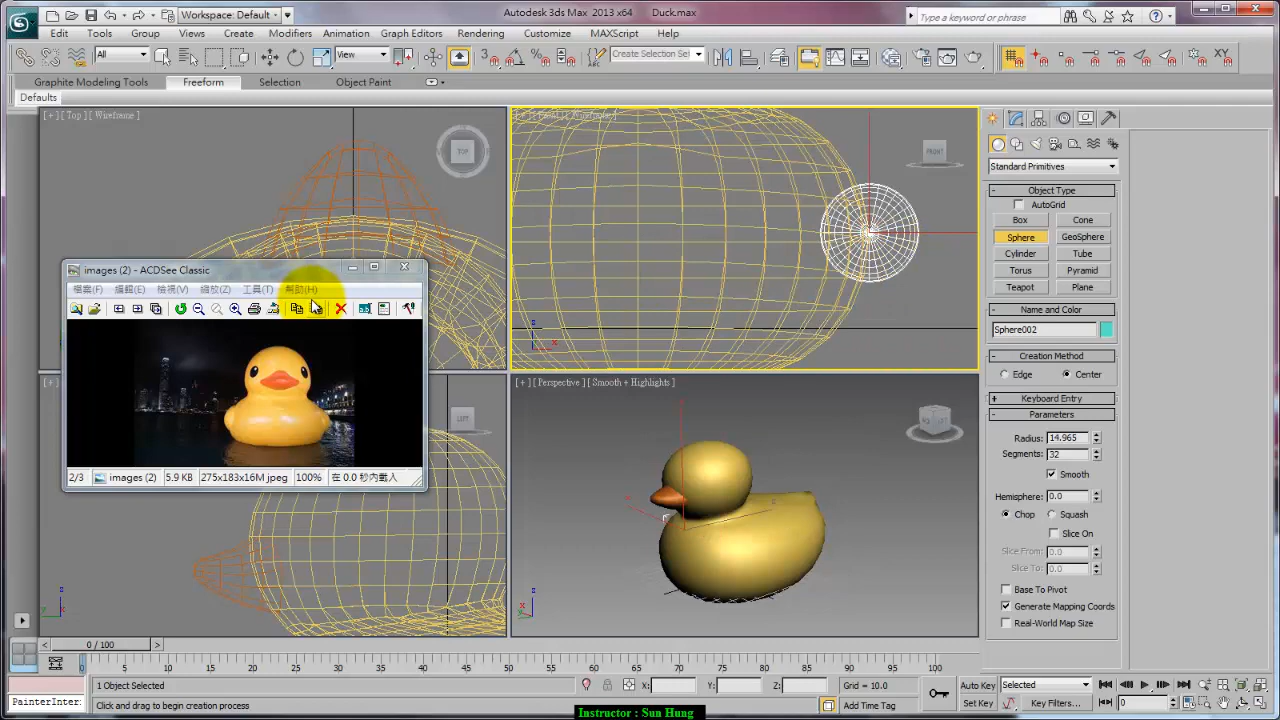 Workspace: Default
Autodesk 3ds Max 2013 x64 Duck.max
Type a keyword or phrase
Edit Tools Group Views Create Modifiers Animation Graph Editors Rendering Customize MAXScript Help
All
View
Create Selection Se
Graphite Modeling Tools Freeform Selection Object Paint
Defaults
[ + ] [ Top ] [ Wireframe ]
TOP
FRONT
images (2) - ACDSee Classic
檔案(F) 編輯(E) 檢視(V) 縮放(Z) 工具(T) 幫助(H)
2/3 images (2) 5.9 KB 275x183x16M jpeg 100% 在 0.0 秒內載入
LEFT
[ + ] [ Perspective ] [ Smooth + Highlights ]
Standard Primitives
Object Type
AutoGrid
Box Cone
Sphere GeoSphere
Cylinder Tube
Torus Pyramid
Teapot Plane
Name and Color
Sphere002
Creation Method
Edge Center
Keyboard Entry
Parameters
Radius: 14.965
Segments: 32
Smooth
Hemisphere: 0.0
Chop Squash
Slice On
Slice From: 0.0
Slice To: 0.0
Base To Pivot
Generate Mapping Coords
Real-World Map Size
0 / 100
0 5 10 15 20 25 30 35 40 45 50 55 60 65 70 75 80 85 90 95 100
1 Object Selected
X: Y: Z: Grid = 10.0
Auto Key Selected
PainterInter:
Click and drag to begin creation process
Add Time Tag
Set Key Key Filters...
0
Instructor : Sun Hung